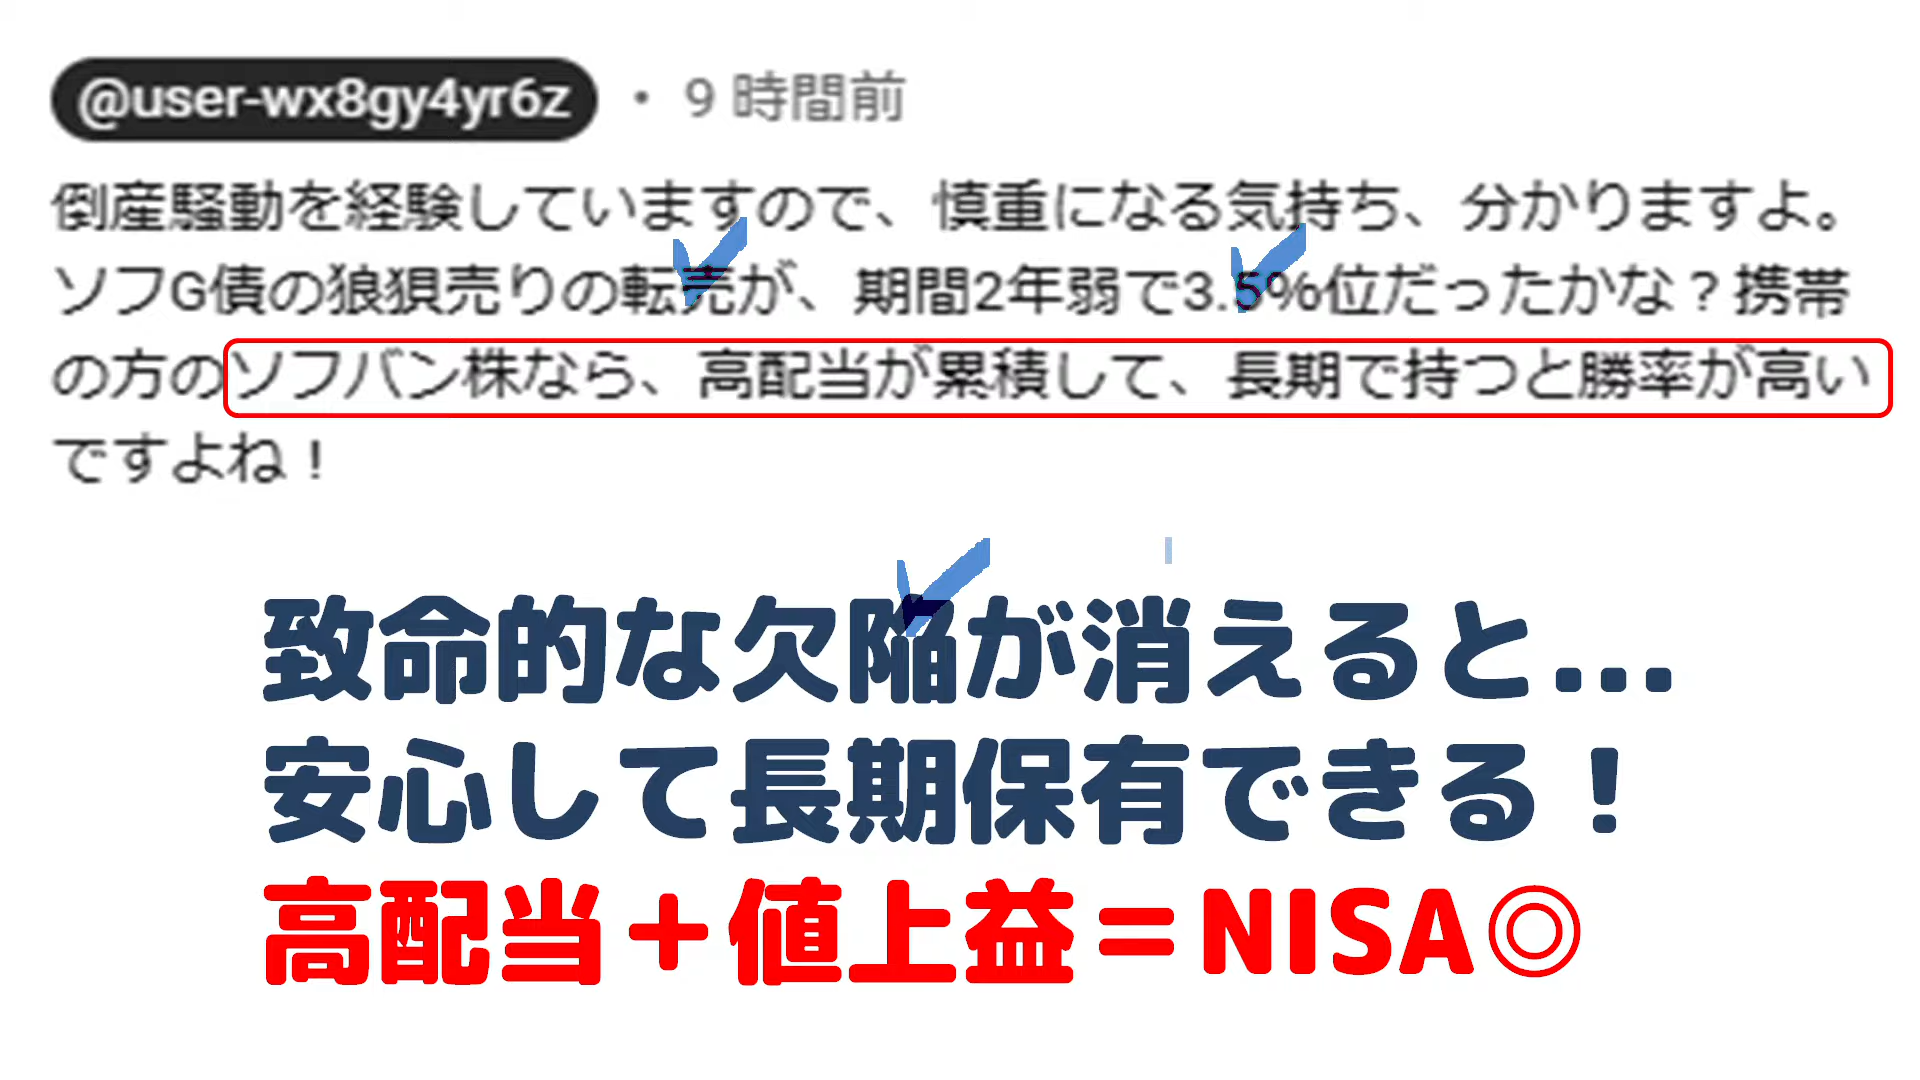 @user-wx8gy4yr6z ・ 9 時間前
倒産騒動を経験していますので、慎重になる気持ち、分かりますよ。
ソフG債の狼狽売りの転売が、期間2年弱で3.5%位だったかな？携帯
の方のソフバン株なら、高配当が累積して、長期で持つと勝率が高い
ですよね！
致命的な欠陥が消えると...
安心して長期保有できる！
高配当＋値上益＝NISA◎